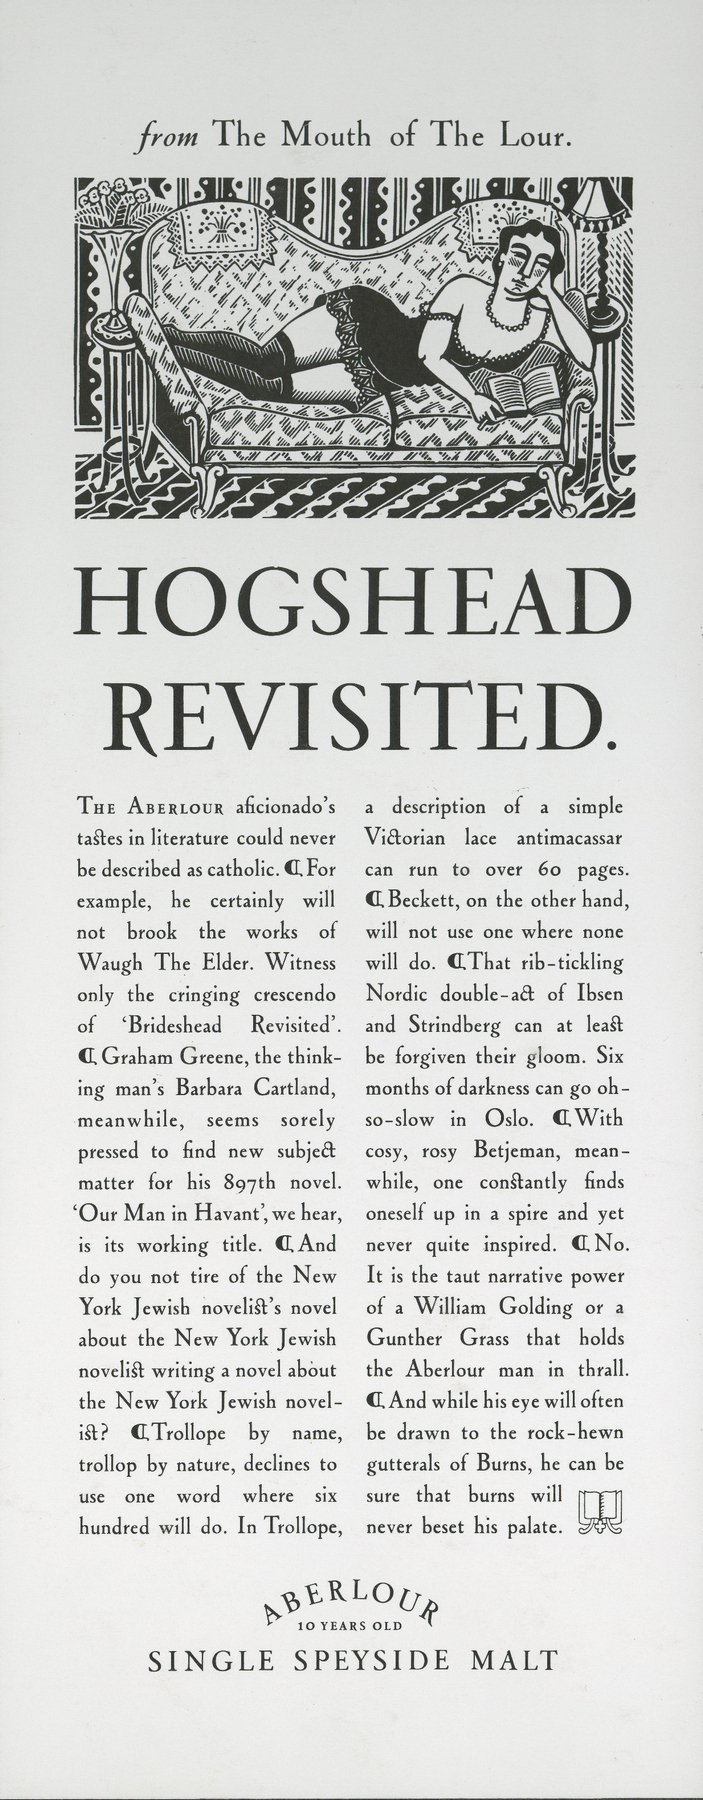 from The Mouth of The Lour.
HOGSHEAD
REVISITED.
THE ABERLOUR aficionado's
tastes in literature could never
be described as catholic. ¶ For
example, he certainly will
not brook the works of
Waugh The Elder. Witness
only the cringing crescendo
of ‘Brideshead Revisited’.
¶ Graham Greene, the think-
ing man's Barbara Cartland,
meanwhile, seems sorely
pressed to find new subject
matter for his 897th novel.
‘Our Man in Havant’, we hear,
is its working title. ¶ And
do you not tire of the New
York Jewish novelist's novel
about the New York Jewish
novelist writing a novel about
the New York Jewish novel-
ist? ¶ Trollope by name,
trollop by nature, declines to
use one word where six
hundred will do. In Trollope,
a description of a simple
Victorian lace antimacassar
can run to over 60 pages.
¶ Beckett, on the other hand,
will not use one where none
will do. ¶ That rib-tickling
Nordic double-act of Ibsen
and Strindberg can at least
be forgiven their gloom. Six
months of darkness can go oh-
so-slow in Oslo. ¶ With
cosy, rosy Betjeman, mean-
while, one constantly finds
oneself up in a spire and yet
never quite inspired. ¶ No.
It is the taut narrative power
of a William Golding or a
Gunther Grass that holds
the Aberlour man in thrall.
¶ And while his eye will often
be drawn to the rock-hewn
gutterals of Burns, he can be
sure that burns will
never beset his palate.
ABERLOUR
10 YEARS OLD
SINGLE SPEYSIDE MALT